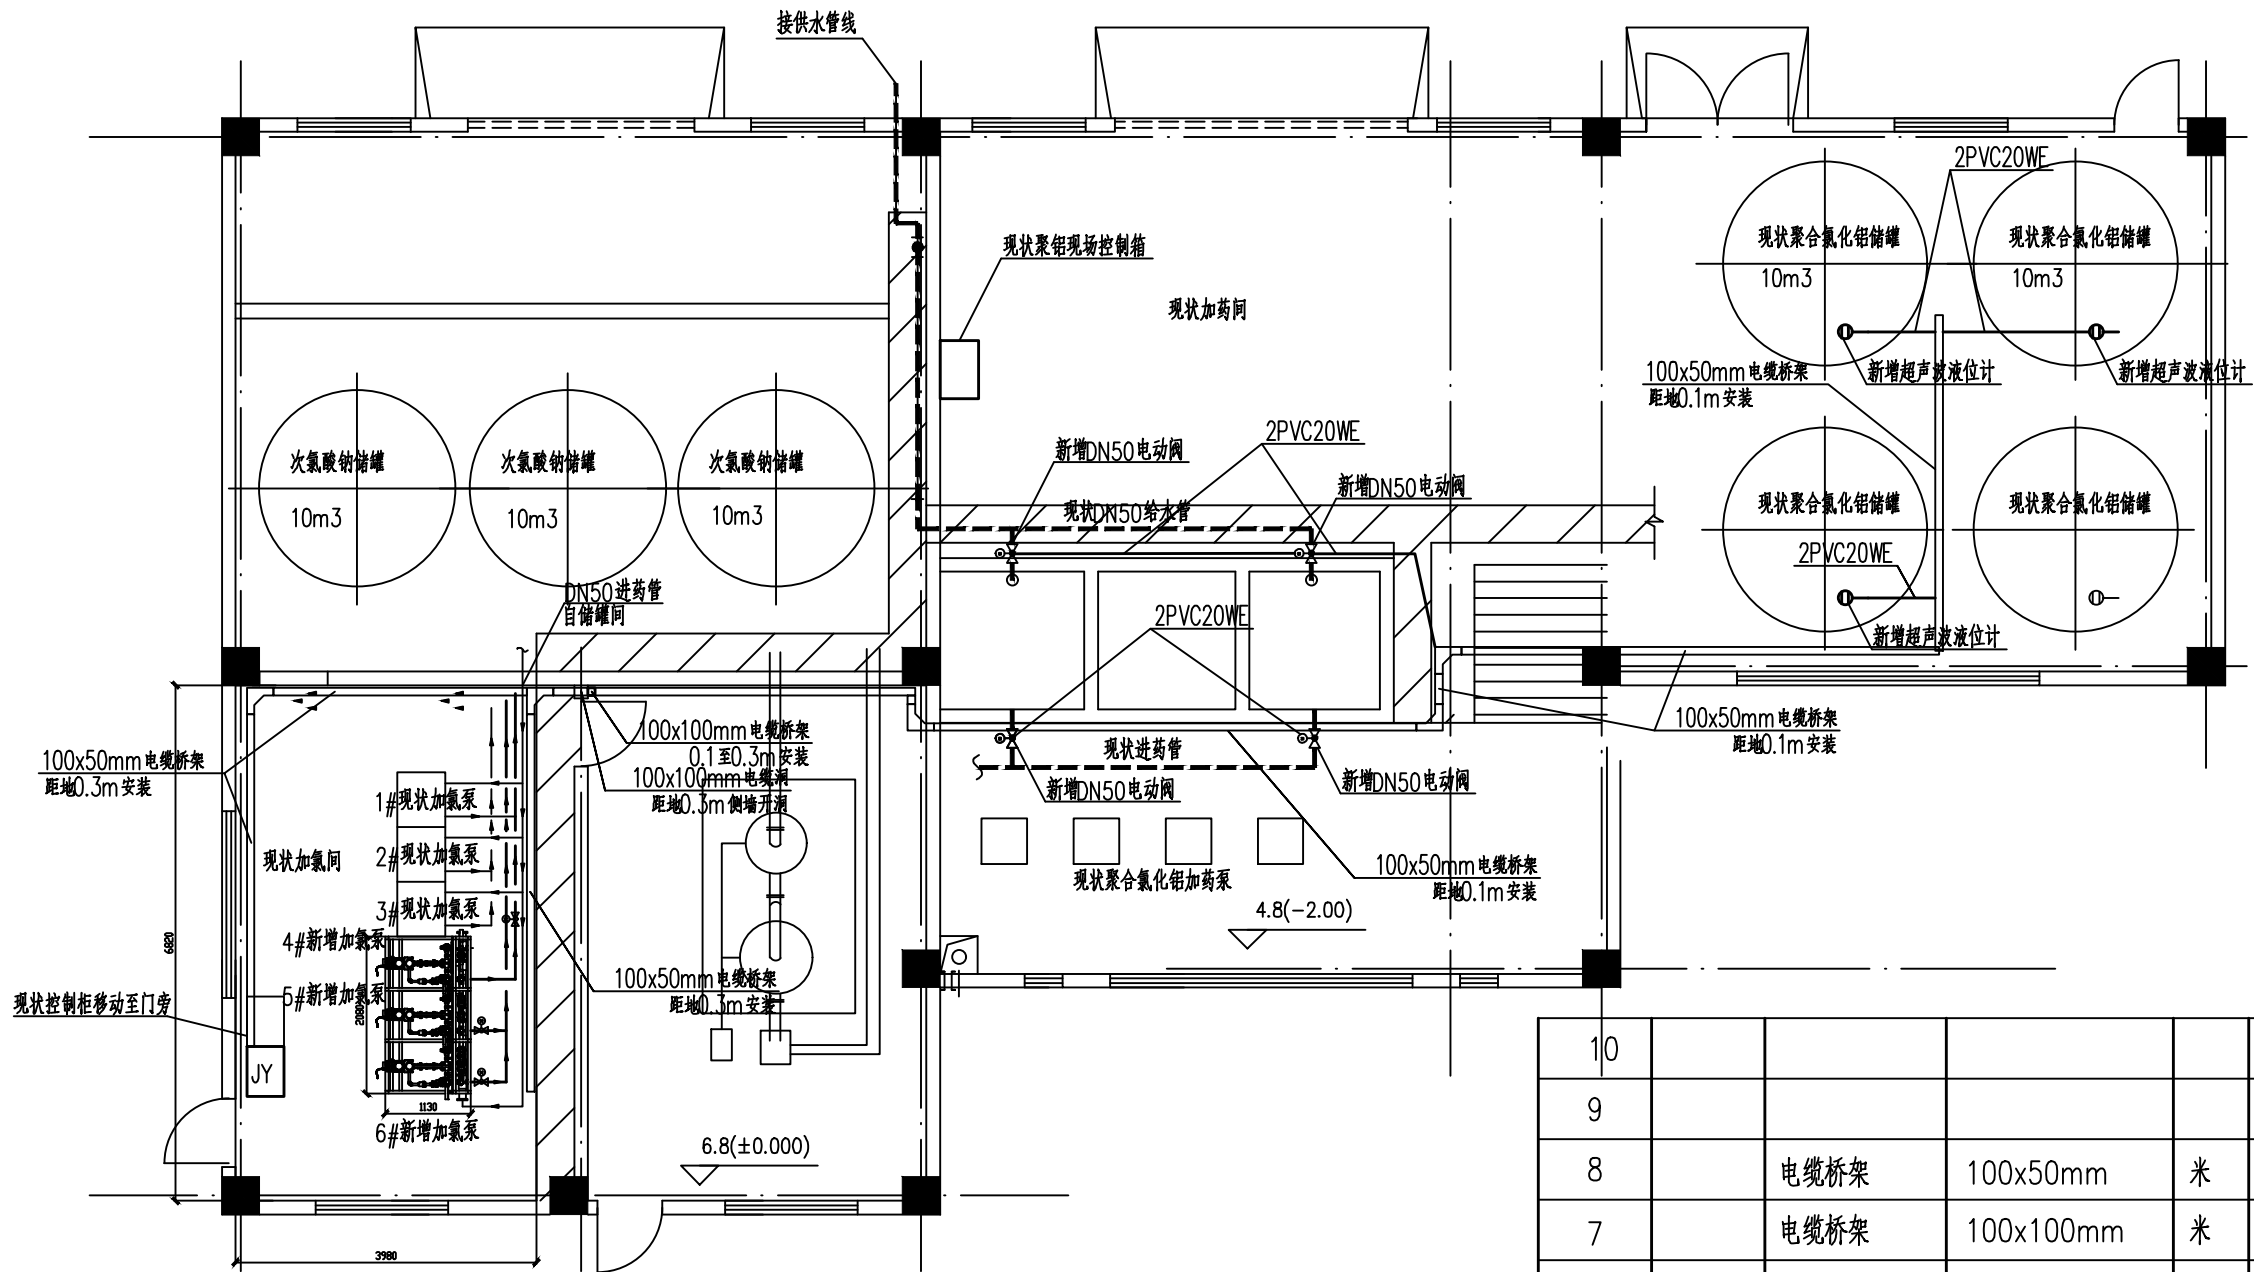 接供水管线
2PVC20WE
现状聚铝现场控制箱
现状加药间
现状聚合氯化铝储罐
10m3
现状聚合氯化铝储罐
10m3
新增超声波液位计
新增超声波液位计
100x50mm电缆桥架
距地0.1m安装
次氯酸钠储罐
10m3
次氯酸钠储罐
10m3
次氯酸钠储罐
10m3
新增DN50电动阀
2PVC20WE
新增DN50电动阀
现状DN50给水管
现状聚合氯化铝储罐
现状聚合氯化铝储罐
2PVC20WE
新增超声波液位计
DN50进药管
自储罐间
2PVC20WE
100x50mm电缆桥架
距地0.3m安装
100x100mm电缆桥架
0.1至0.3m安装
100x100mm电缆洞
距地0.3m侧墙开洞
现状进药管
新增DN50电动阀
新增DN50电动阀
100x50mm电缆桥架
距地0.1m安装
1#现状加氯泵
2#现状加氯泵
3#现状加氯泵
现状加氯间
4#新增加氯泵
5#新增加氯泵
6#新增加氯泵
现状聚合氯化铝加药泵
100x50mm电缆桥架
距地0.1m安装
4.8(-2.00)
100x50mm电缆桥架
距地0.3m安装
现状控制柜移动至门旁
JY
6820
2080
1130
3980
6.8(±0.000)
10
9
8 电缆桥架 100x50mm 米
7 电缆桥架 100x100mm 米